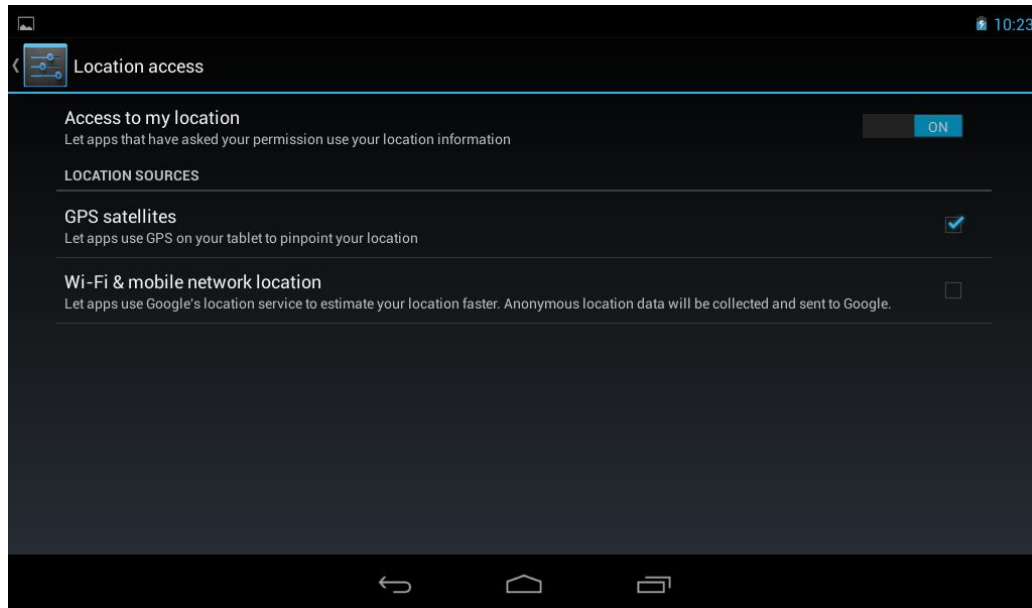 10:23
Location access
Access to my location
Let apps that have asked your permission use your location information
ON
LOCATION SOURCES
GPS satellites
Let apps use GPS on your tablet to pinpoint your location
Wi-Fi & mobile network location
Let apps use Google's location service to estimate your location faster. Anonymous location data will be collected and sent to Google.